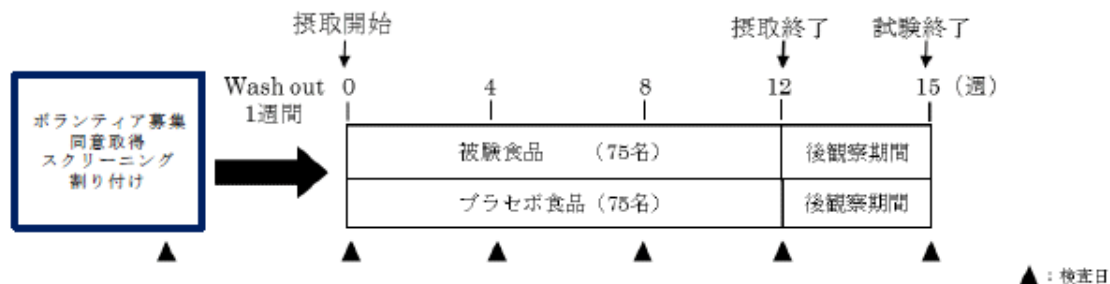 摂取開始
摂取終了
試験終了
Wash out
1週間
0
4
8
12
15（週）
ボランティア募集
同意取得
スクリーニング
割り付け
被験食品　（75名）
後観察期間
プラセボ食品（75名）
後観察期間
▲：検査日